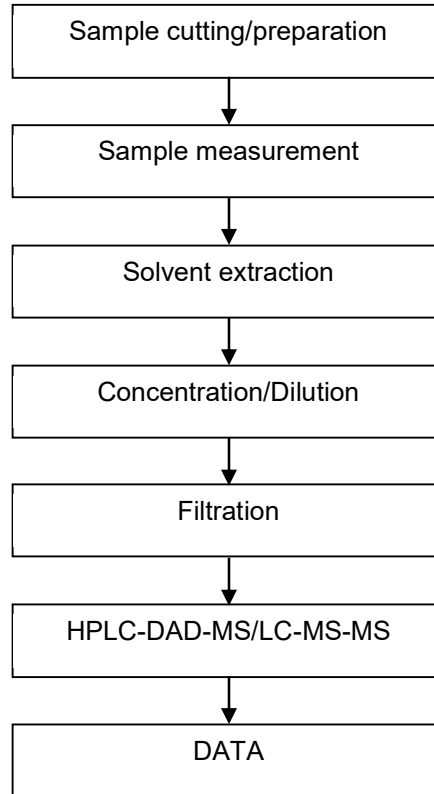 Sample cutting/preparation
Sample measurement
Solvent extraction
Concentration/Dilution
Filtration
HPLC-DAD-MS/LC-MS-MS
DATA